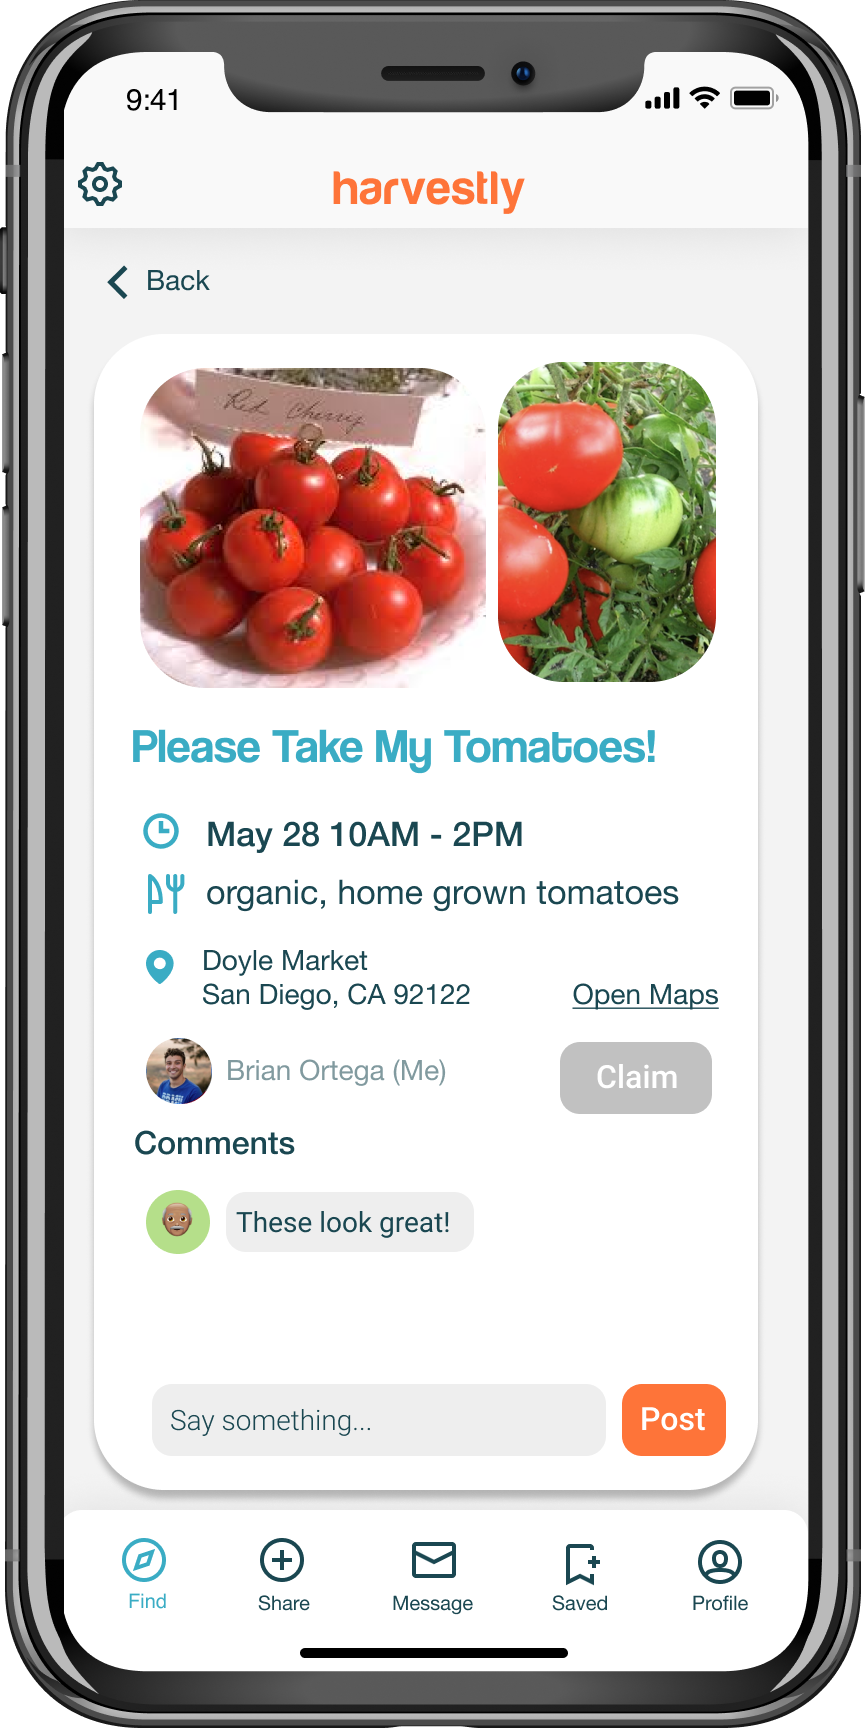 9:41
harvestly
Back
Red Cherry
Please Take My Tomatoes!
May 28 10AM - 2PM
organic, home grown tomatoes
Doyle Market
San Diego, CA 92122
Open Maps
Brian Ortega (Me)
Claim
Comments
These look great!
Say something...
Post
Find
Share
Message
Saved
Profile